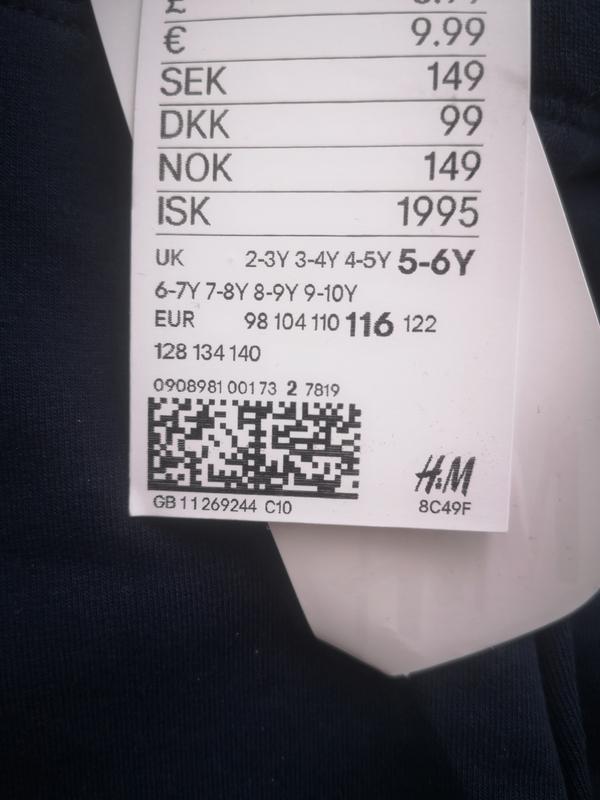 £
€ 9.99
SEK 149
DKK 99
NOK 149
ISK 1995
UK 2-3Y 3-4Y 4-5Y 5-6Y
6-7Y 7-8Y 8-9Y 9-10Y
EUR 98 104 110 116 122
128 134 140
0908981 001 73 2 7819
GB 11 269244 C10
H&M
8C49F